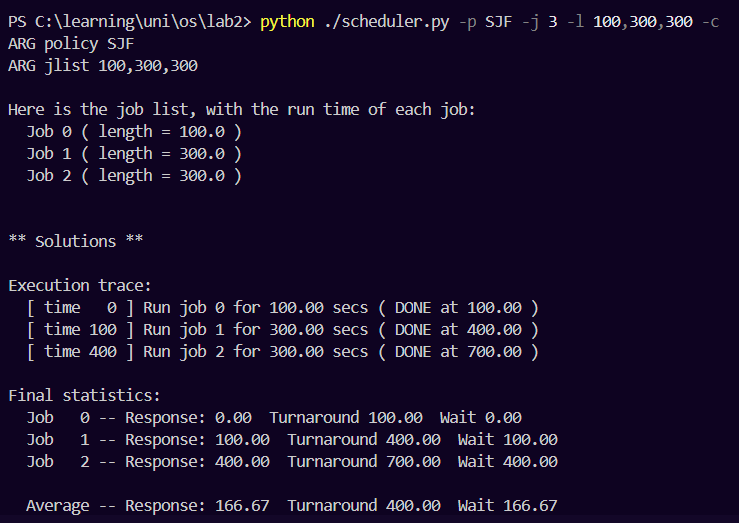 PS C:\learning\uni\os\lab2> python ./scheduler.py -p SJF -j 3 -l 100,300,300 -c
ARG policy SJF
ARG jlist 100,300,300

Here is the job list, with the run time of each job:
  Job 0 ( length = 100.0 )
  Job 1 ( length = 300.0 )
  Job 2 ( length = 300.0 )


** Solutions **

Execution trace:
  [ time   0 ] Run job 0 for 100.00 secs ( DONE at 100.00 )
  [ time 100 ] Run job 1 for 300.00 secs ( DONE at 400.00 )
  [ time 400 ] Run job 2 for 300.00 secs ( DONE at 700.00 )

Final statistics:
  Job   0 -- Response: 0.00  Turnaround 100.00  Wait 0.00
  Job   1 -- Response: 100.00  Turnaround 400.00  Wait 100.00
  Job   2 -- Response: 400.00  Turnaround 700.00  Wait 400.00

  Average -- Response: 166.67  Turnaround 400.00  Wait 166.67